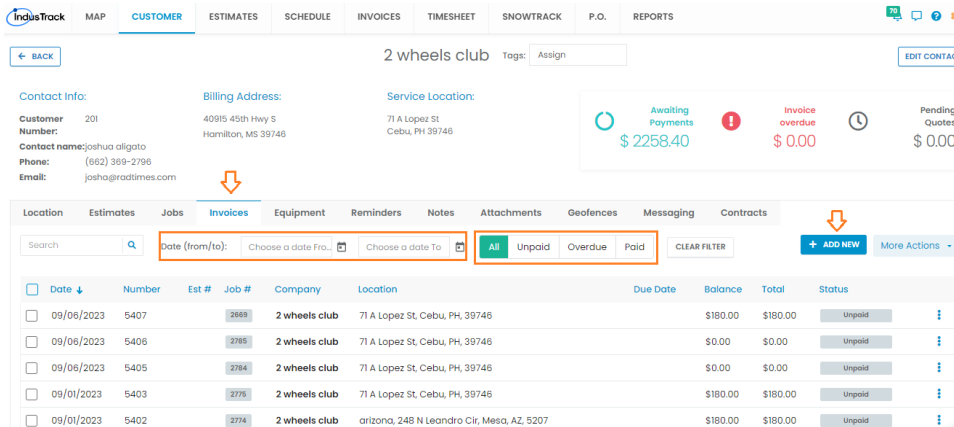 IndusTrack MAP CUSTOMER ESTIMATES SCHEDULE INVOICES TIMESHEET SNOWTRACK P.O. REPORTS 70
← BACK 2 wheels club Tags: Assign EDIT CONTAC
Contact Info: Billing Address: Service Location:
Customer Number: 201 40915 45th Hwy S 71 A Lopez St
Hamilton, MS 39746 Cebu, PH 39746
Contact name: joshua aligato
Phone: (662) 369-2796
Email: josha@radtimes.com
Awaiting Payments Invoice overdue Pending Quotes
$ 2258.40 $ 0.00 $ 0.00
Location Estimates Jobs Invoices Equipment Reminders Notes Attachments Geofences Messaging Contracts
Search Date (from/to): Choose a date Fro... Choose a date To All Unpaid Overdue Paid CLEAR FILTER + ADD NEW More Actions
Date ↓ Number Est # Job # Company Location Due Date Balance Total Status
09/06/2023 5407 2669 2 wheels club 71 A Lopez St, Cebu, PH, 39746 $180.00 $180.00 Unpaid
09/06/2023 5406 2785 2 wheels club 71 A Lopez St, Cebu, PH, 39746 $0.00 $0.00 Unpaid
09/06/2023 5405 2784 2 wheels club 71 A Lopez St, Cebu, PH, 39746 $0.00 $0.00 Unpaid
09/01/2023 5403 2775 2 wheels club 71 A Lopez St, Cebu, PH, 39746 $180.00 $180.00 Unpaid
09/01/2023 5402 2774 2 wheels club arizona, 248 N Leandro Cir, Mesa, AZ, 5207 $180.00 $180.00 Unpaid